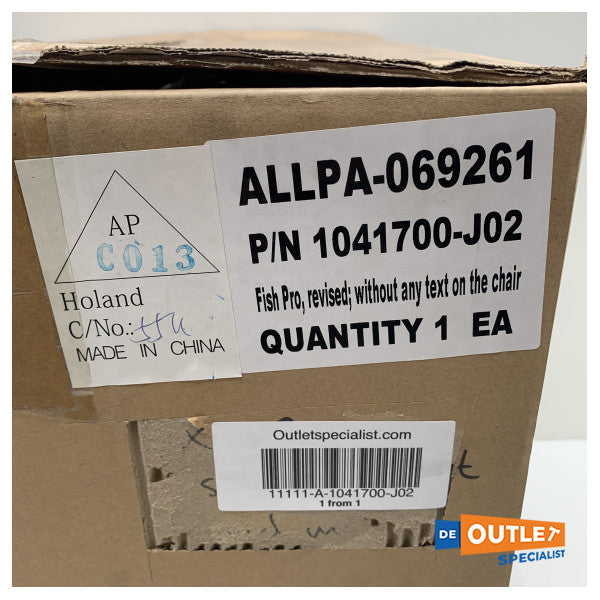 ALLPA-069261
P/N 1041700-J02
Fish Pro, revised; without any text on the chair
QUANTITY 1 EA
AP
C013
Holand
C/No.:
MADE IN CHINA
Outletspecialist.com
11111-A-1041700-J02
1 from 1
DE OUTLET
SPECIALIST